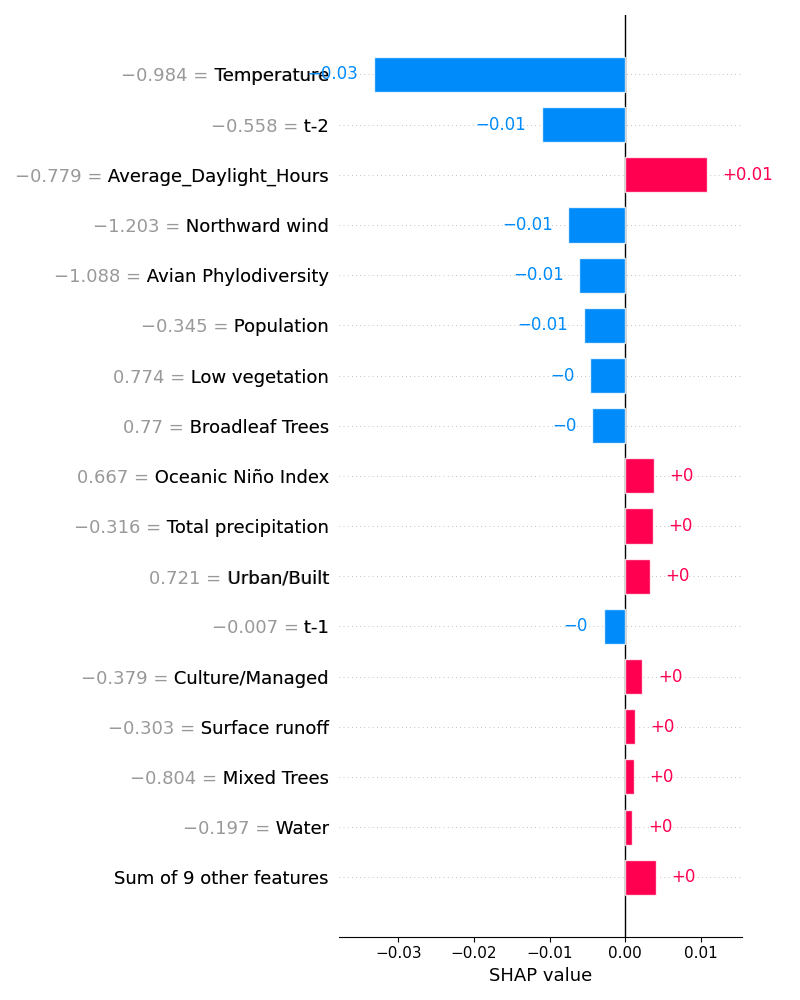 −0.984 = Temperature −0.03
−0.558 = t-2 −0.01
−0.779 = Average_Daylight_Hours +0.01
−1.203 = Northward wind −0.01
−1.088 = Avian Phylodiversity −0.01
−0.345 = Population −0.01
0.774 = Low vegetation −0
0.77 = Broadleaf Trees −0
0.667 = Oceanic Niño Index +0
−0.316 = Total precipitation +0
0.721 = Urban/Built +0
−0.007 = t-1 −0
−0.379 = Culture/Managed +0
−0.303 = Surface runoff +0
−0.804 = Mixed Trees +0
−0.197 = Water +0
Sum of 9 other features +0
−0.03 −0.02 −0.01 0.00 0.01
SHAP value